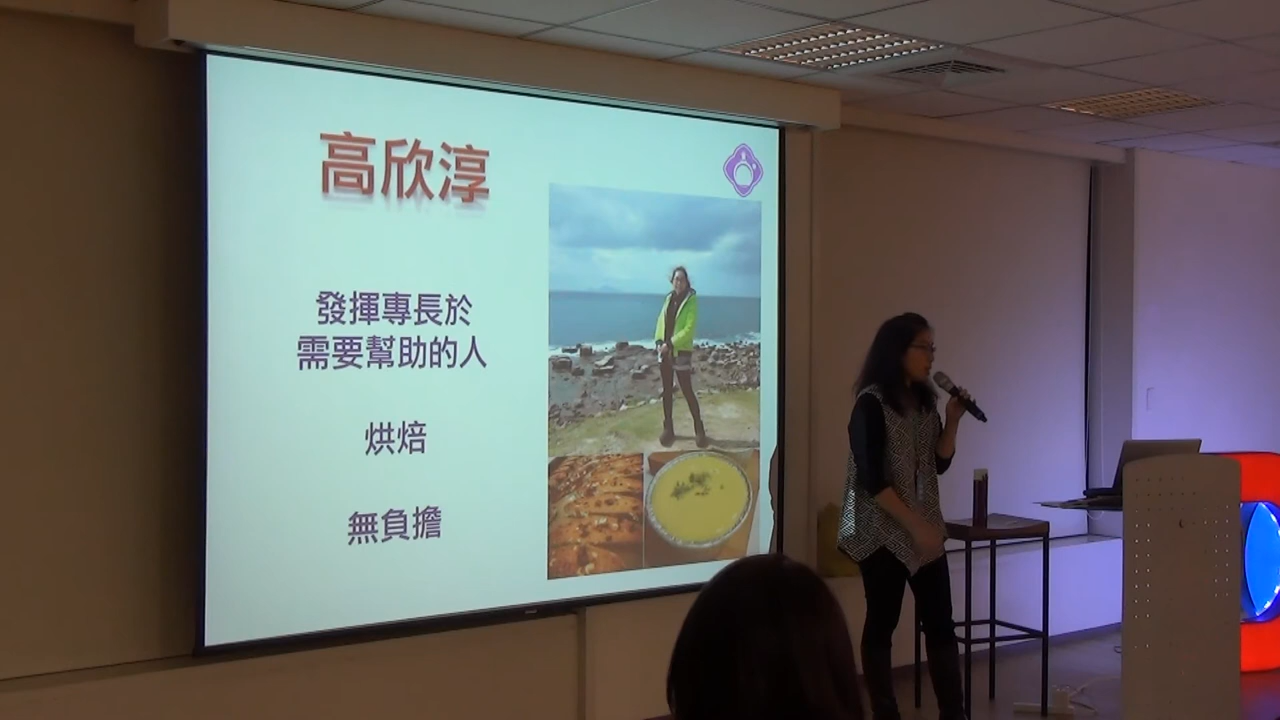 高欣淳
發揮專長於
需要幫助的人
烘焙
無負擔